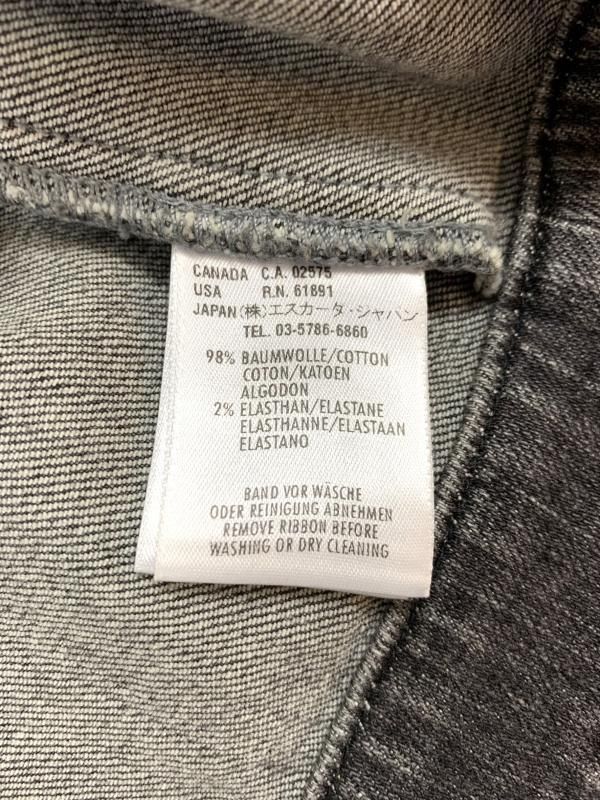 CANADA C.A. 02575
USA R.N. 61891
JAPAN(株)エスカーダ・ジャパン
TEL. 03-5786-6860
98% BAUMWOLLE/COTTON
COTON/KATOEN
ALGODON
2% ELASTHAN/ELASTANE
ELASTHANNE/ELASTAAN
ELASTANO
BAND VOR WÄSCHE
ODER REINIGUNG ABNEHMEN
REMOVE RIBBON BEFORE
WASHING OR DRY CLEANING